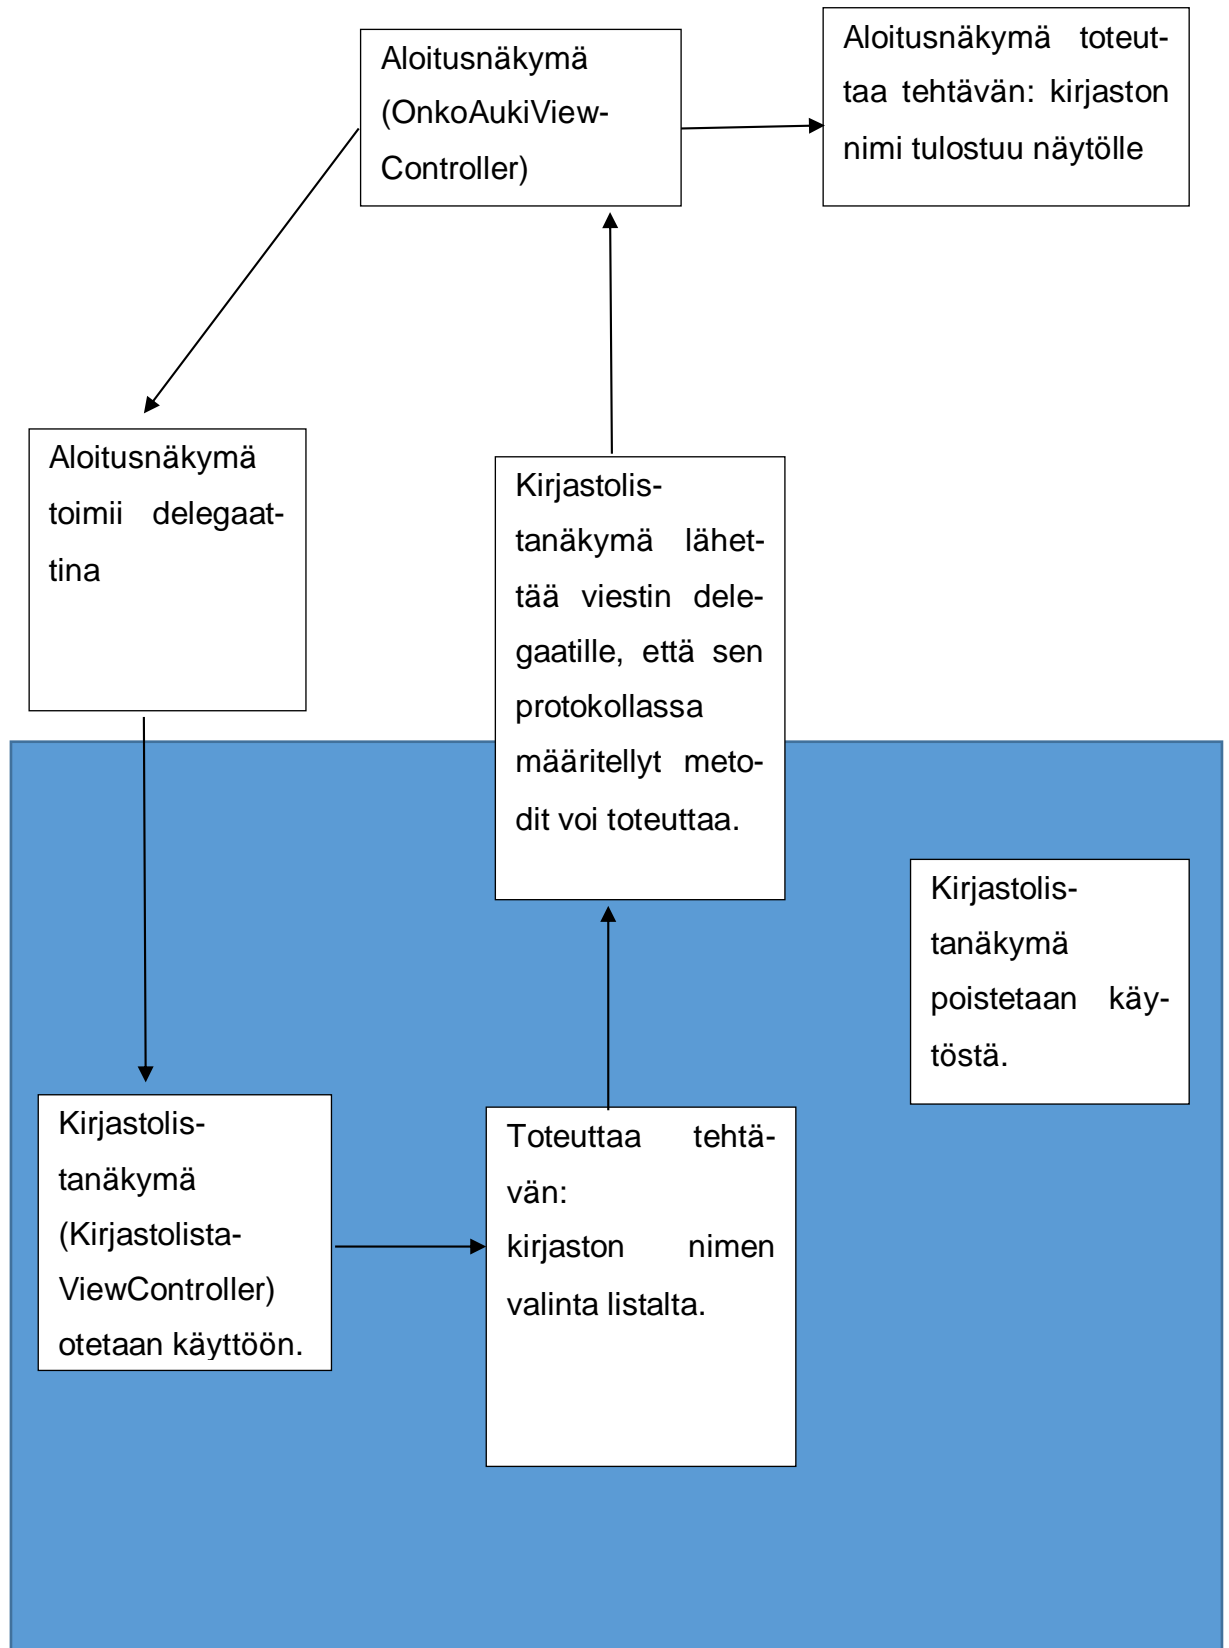 Aloitusnäkymä
(OnkoAukiView-
Controller)
Aloitusnäkymä toteut-
taa tehtävän: kirjaston
nimi tulostuu näytölle
Aloitusnäkymä
toimii delegaat-
tina
Kirjastolis-
tanäkymä lähet-
tää viestin dele-
gaatille, että sen
protokollassa
määritellyt meto-
dit voi toteuttaa.
Kirjastolis-
tanäkymä
poistetaan käy-
töstä.
Kirjastolis-
tanäkymä
(Kirjastolista-
ViewController)
otetaan käyttöön.
Toteuttaa tehtä-
vän:
kirjaston nimen
valinta listalta.